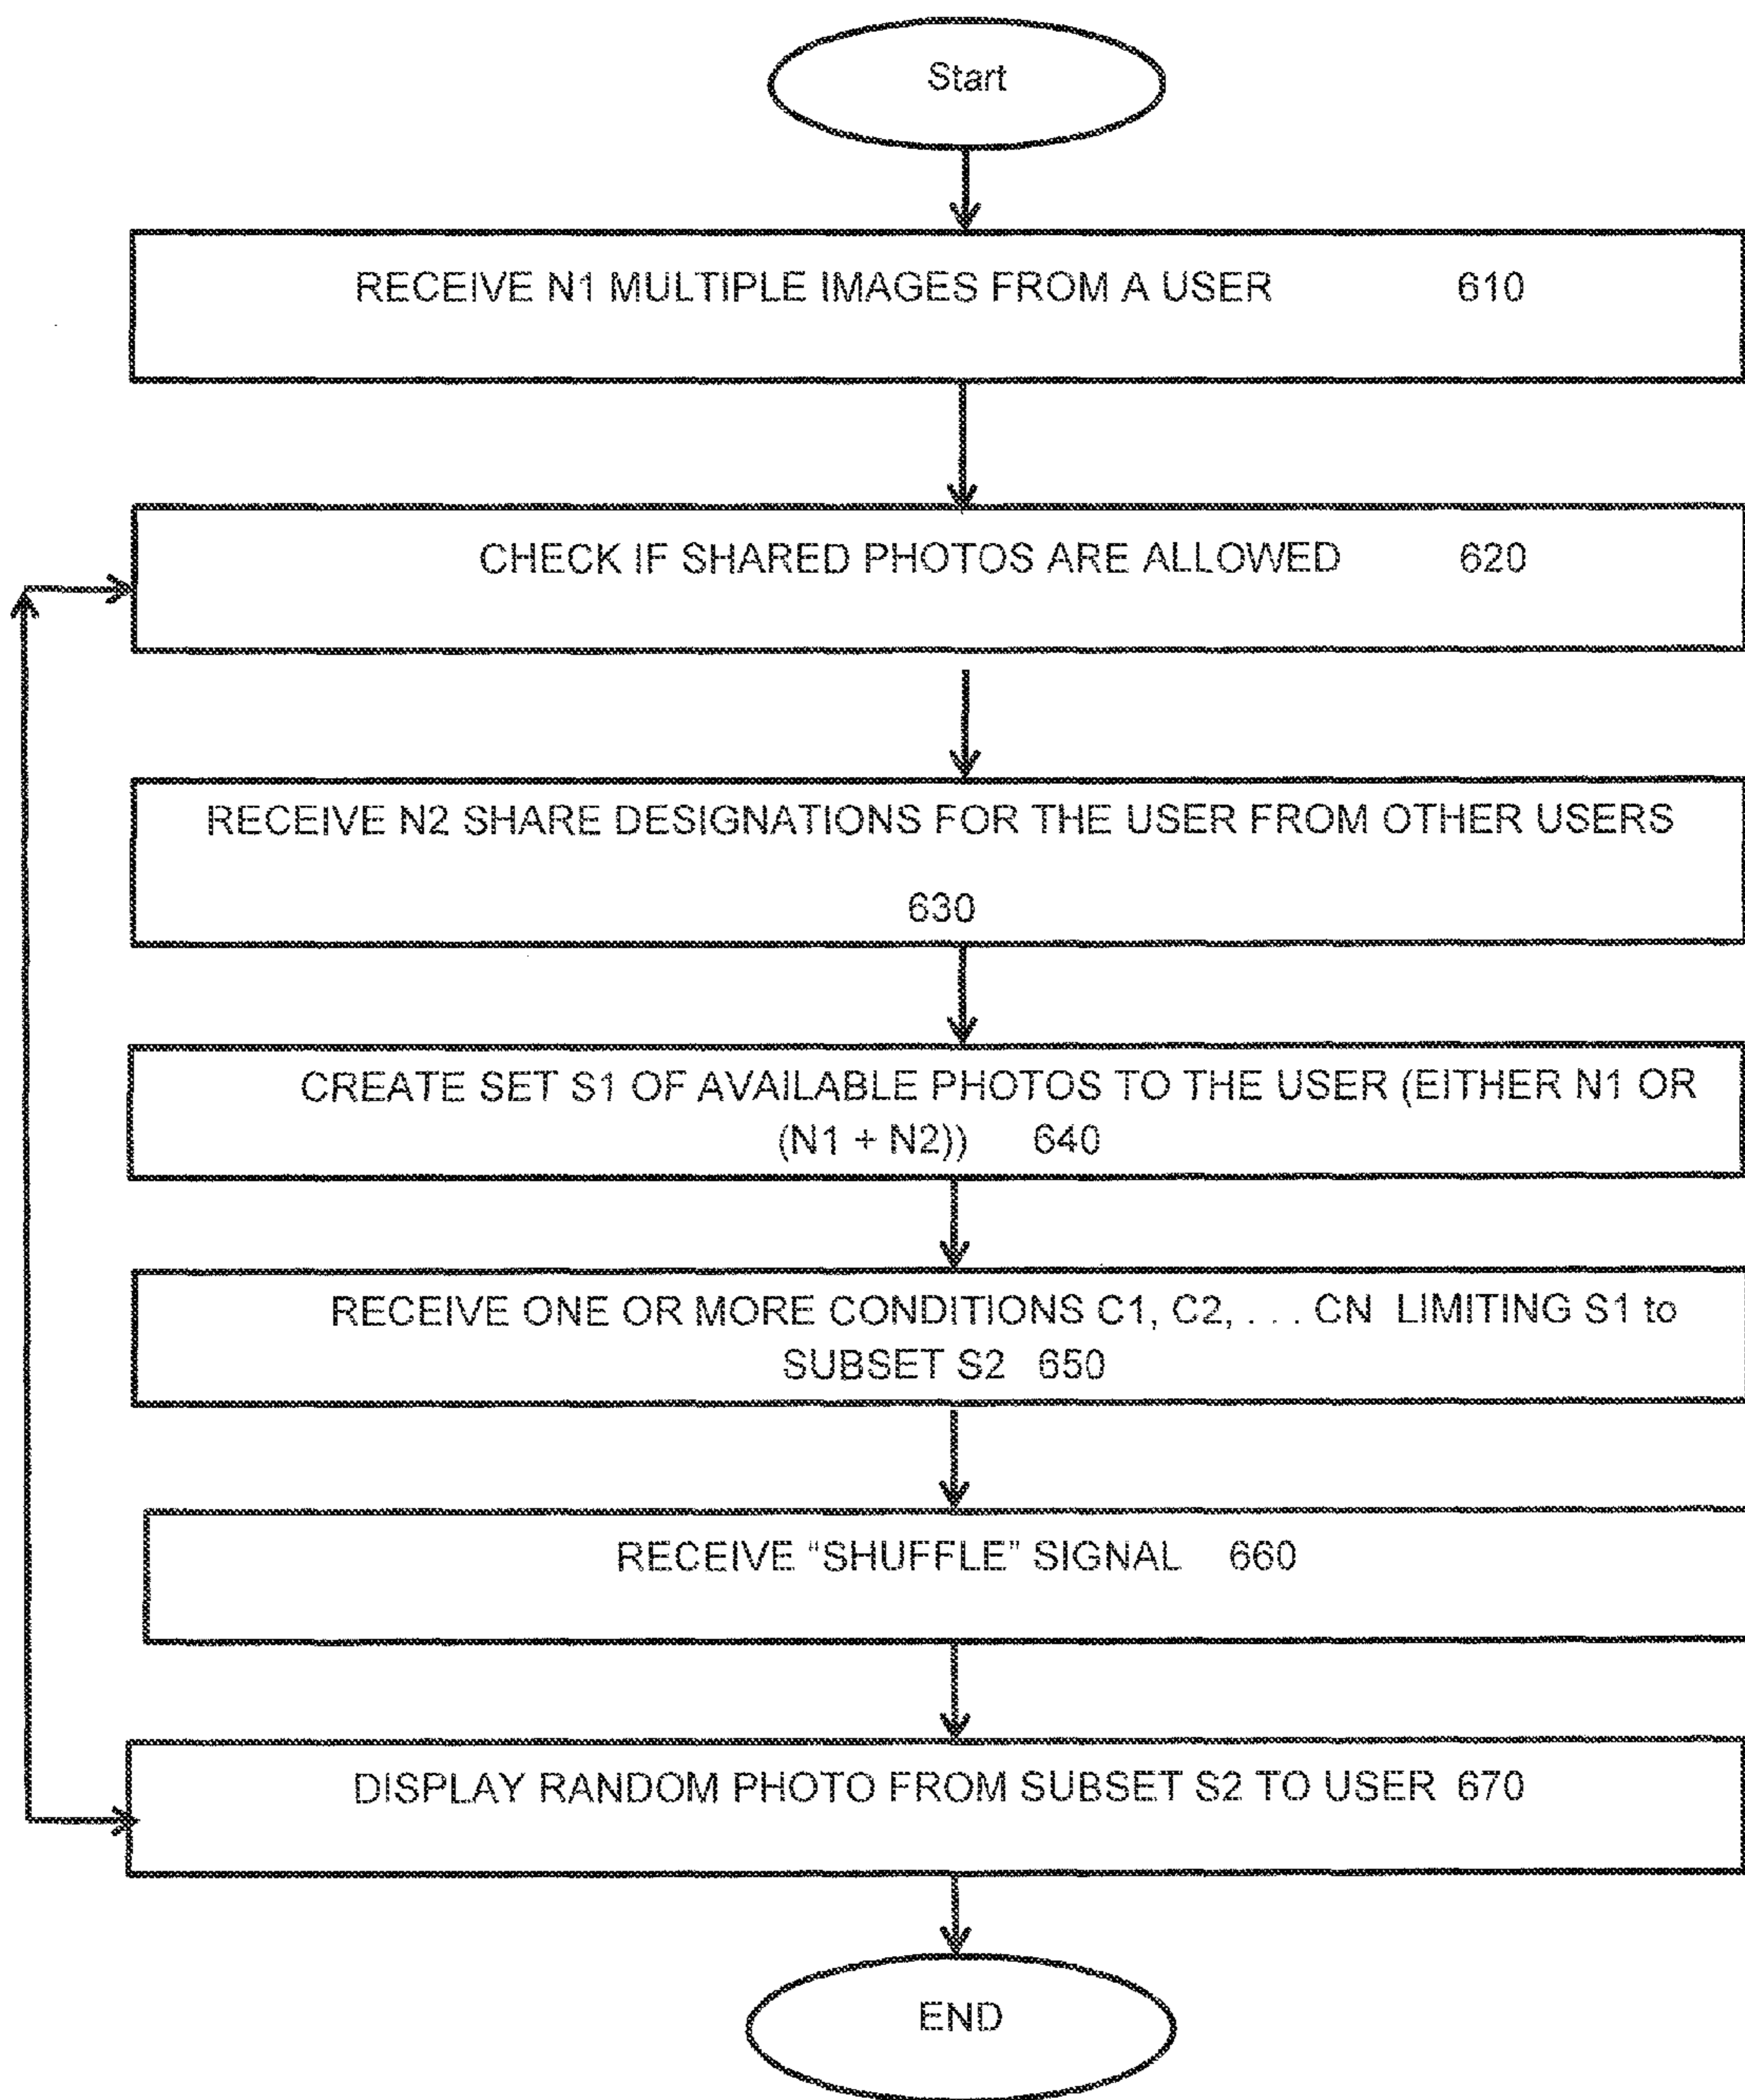 Start
RECEIVE N1 MULTIPLE IMAGES FROM A USER 610
CHECK IF SHARED PHOTOS ARE ALLOWED 620
RECEIVE N2 SHARE DESIGNATIONS FOR THE USER FROM OTHER USERS
630
CREATE SET S1 OF AVAILABLE PHOTOS TO THE USER (EITHER N1 OR
(N1 + N2)) 640
RECEIVE ONE OR MORE CONDITIONS C1, C2, . . . CN LIMITING S1 to
SUBSET S2 650
RECEIVE “SHUFFLE” SIGNAL 660
DISPLAY RANDOM PHOTO FROM SUBSET S2 TO USER 670
END